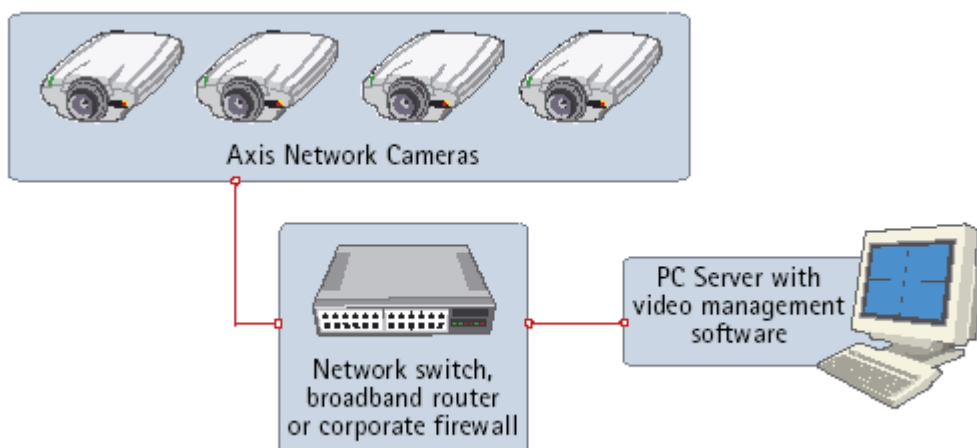 Axis Network Cameras
Network switch,
broadband router
or corporate firewall
PC Server with
video management
software